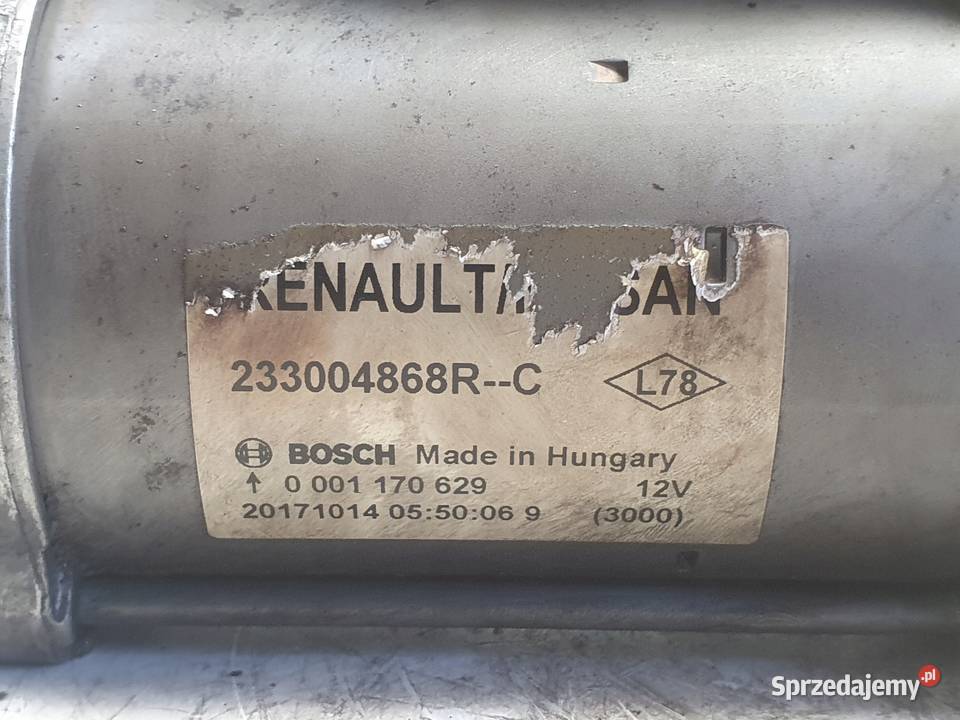 RENAULT/NISSAN
233004868R--C
L78
BOSCH Made in Hungary
↑ 0 001 170 629 12V
20171014 05:50:06 9 (3000)
Sprzedajemy.pl